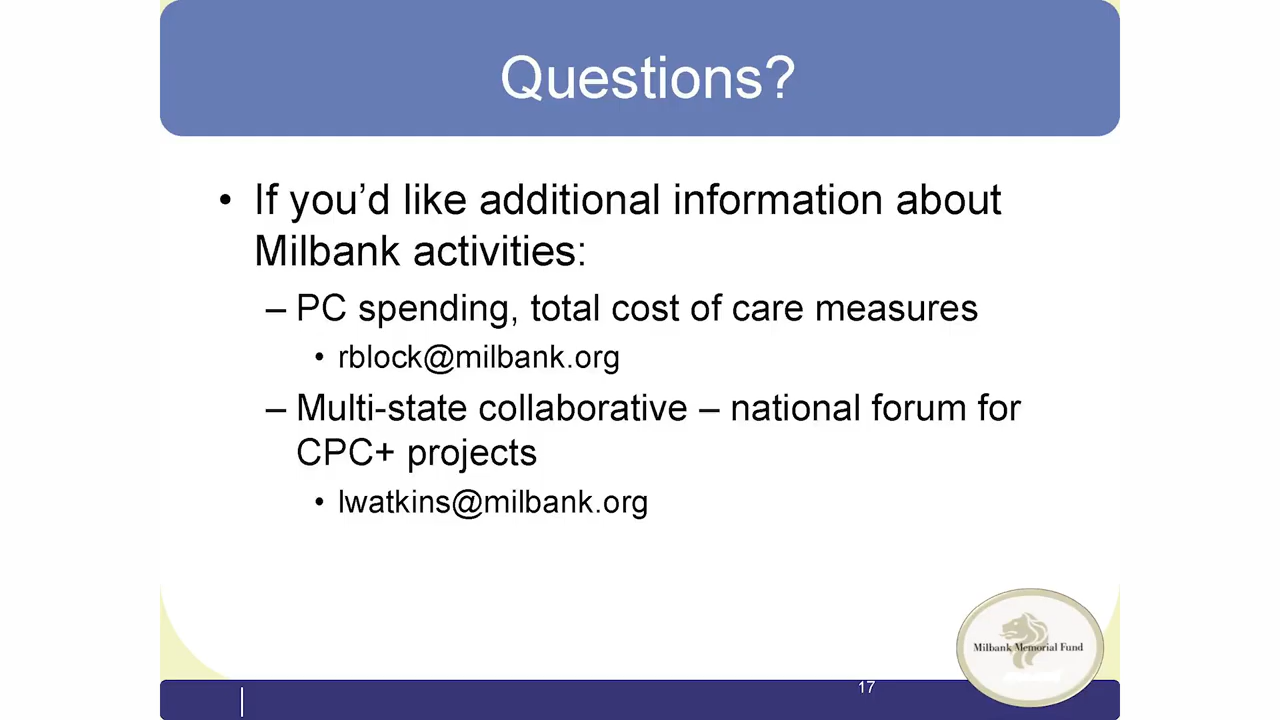 Questions?
• If you’d like additional information about
Milbank activities:
– PC spending, total cost of care measures
• rblock@milbank.org
– Multi-state collaborative – national forum for
CPC+ projects
• lwatkins@milbank.org
Milbank Memorial Fund
17